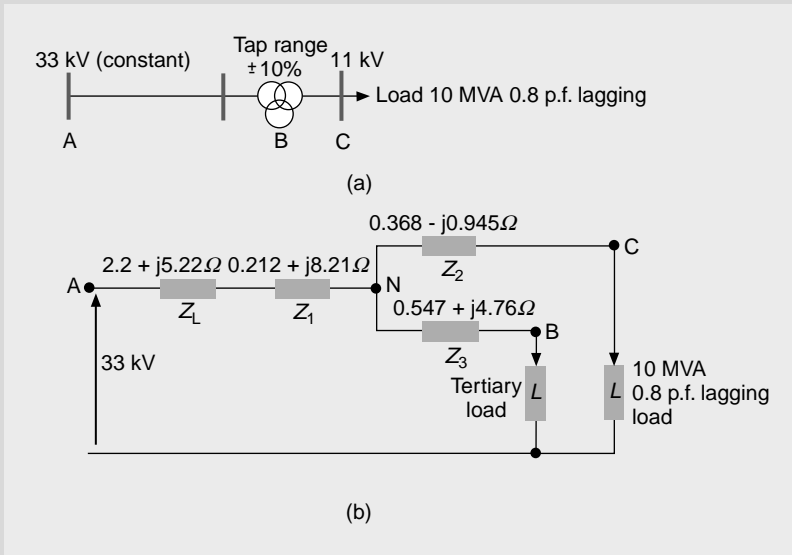 Tap range
33 kV (constant) ±10% 11 kV
Load 10 MVA 0.8 p.f. lagging
A B C
(a)
0.368 - j0.945Ω
C
2.2 + j5.22Ω 0.212 + j8.21Ω
Z2
A N
ZL Z1
0.547 + j4.76Ω
B
Z3
33 kV
Tertiary
load
L
L
10 MVA
0.8 p.f. lagging
load
(b)